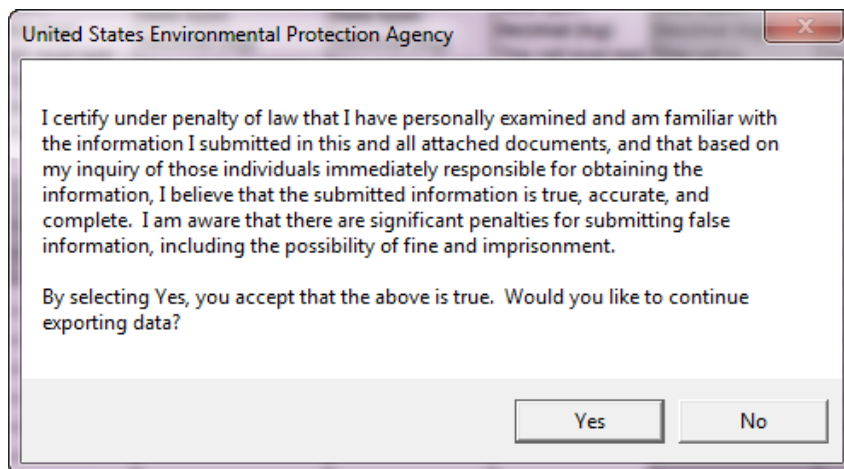 United States Environmental Protection Agency
I certify under penalty of law that I have personally examined and am familiar with
the information I submitted in this and all attached documents, and that based on
my inquiry of those individuals immediately responsible for obtaining the
information, I believe that the submitted information is true, accurate, and
complete.  I am aware that there are significant penalties for submitting false
information, including the possibility of fine and imprisonment.
By selecting Yes, you accept that the above is true.  Would you like to continue
exporting data?
Yes
No